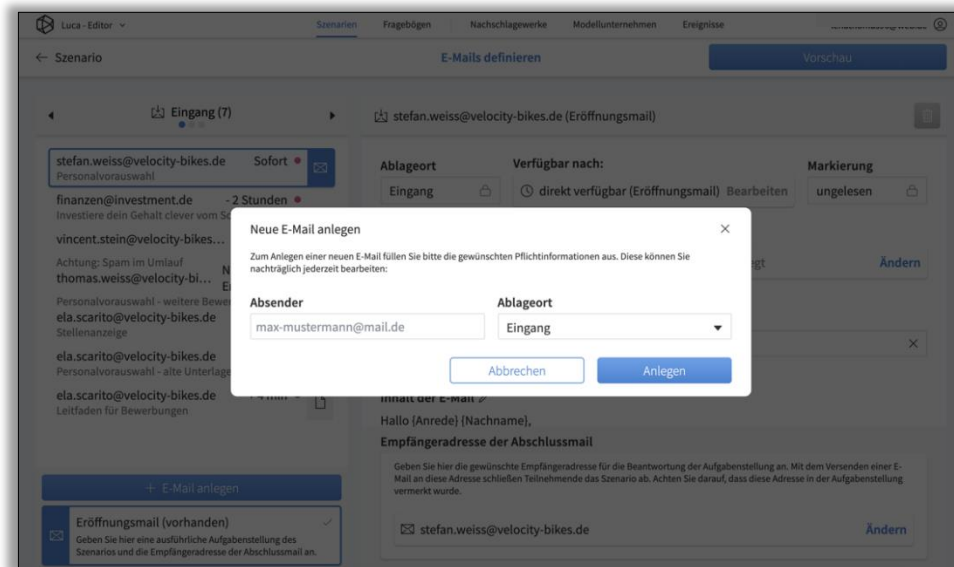 Luca - Editor
Szenarien
Fragebögen
Nachschlagewerke
Modellunternehmen
Ereignisse
← Szenario
E-Mails definieren
Vorschau
Eingang (7)
stefan.weiss@velocity-bikes.de Sofort
Personalvorauswahl
finanzen@investment.de - 2 Stunden
Investiere dein Gehalt clever vom
vincent.stein@velocity-bikes...
Achtung: Spam im Umlauf
thomas.weiss@velocity-bi...
Personalvorauswahl - weitere
ela.scarito@velocity-bikes.de
Stellenanzeige
ela.scarito@velocity-bikes.de
Personalvorauswahl - alte
ela.scarito@velocity-bikes.de
Leitfaden für Bewerbungen
+ E-Mail anlegen
Eröffnungsmail (vorhanden)
Geben Sie hier eine ausführliche Aufgabenstellung des
Szenarios und die Empfängeradresse der Abschlussmail an.
stefan.weiss@velocity-bikes.de (Eröffnungsmail)
Ablageort
Verfügbar nach:
Markierung
Eingang
direkt verfügbar (Eröffnungsmail) Bearbeiten
ungelesen
Ändern
Neue E-Mail anlegen
Zum Anlegen einer neuen E-Mail füllen Sie bitte die gewünschten Pflichtinformationen aus. Diese können Sie
nachträglich jederzeit bearbeiten:
Absender
Ablageort
max-mustermann@mail.de
Eingang
Abbrechen
Anlegen
Inhalt der E-Mail
Hallo {Anrede} {Nachname},
Empfängeradresse der Abschlussmail
Geben Sie hier die gewünschte Empfängeradresse für die Beantwortung der Aufgabenstellung an. Mit dem Versenden einer E-
Mail an diese Adresse schließen Teilnehmende das Szenario ab. Achten Sie darauf, dass diese Adresse in der Aufgabenstellung
vermerkt wurde.
stefan.weiss@velocity-bikes.de
Ändern